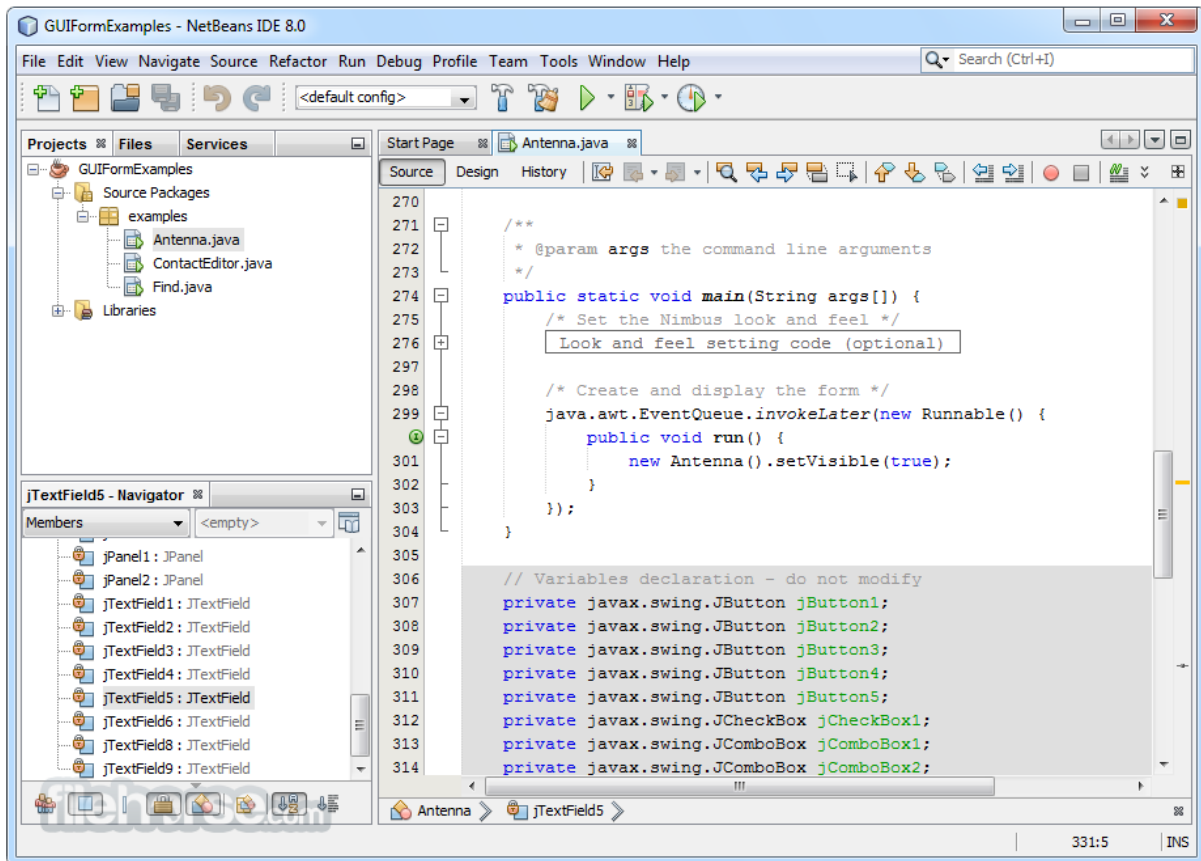 GUIFormExamples - NetBeans IDE 8.0
File Edit View Navigate Source Refactor Run Debug Profile Team Tools Window Help
Search (Ctrl+I)
<default config>
Projects Files Services
GUIFormExamples
Source Packages
examples
Antenna.java
ContactEditor.java
Find.java
Libraries
jTextField5 - Navigator
Members <empty>
jPanel1 : JPanel
jPanel2 : JPanel
jTextField1 : JTextField
jTextField2 : JTextField
jTextField3 : JTextField
jTextField4 : JTextField
jTextField5 : JTextField
jTextField6 : JTextField
jTextField8 : JTextField
jTextField9 : JTextField
filehorse.com
Start Page Antenna.java
Source Design History
270
271 /**
272 * @param args the command line arguments
273 */
274 public static void main(String args[]) {
275 /* Set the Nimbus look and feel */
276 Look and feel setting code (optional)
297
298 /* Create and display the form */
299 java.awt.EventQueue.invokeLater(new Runnable() {
public void run() {
301 new Antenna().setVisible(true);
302 }
303 });
304 }
305
306 // Variables declaration - do not modify
307 private javax.swing.JButton jButton1;
308 private javax.swing.JButton jButton2;
309 private javax.swing.JButton jButton3;
310 private javax.swing.JButton jButton4;
311 private javax.swing.JButton jButton5;
312 private javax.swing.JCheckBox jCheckBox1;
313 private javax.swing.JComboBox jComboBox1;
314 private javax.swing.JComboBox jComboBox2;
Antenna jTextField5
331:5 INS